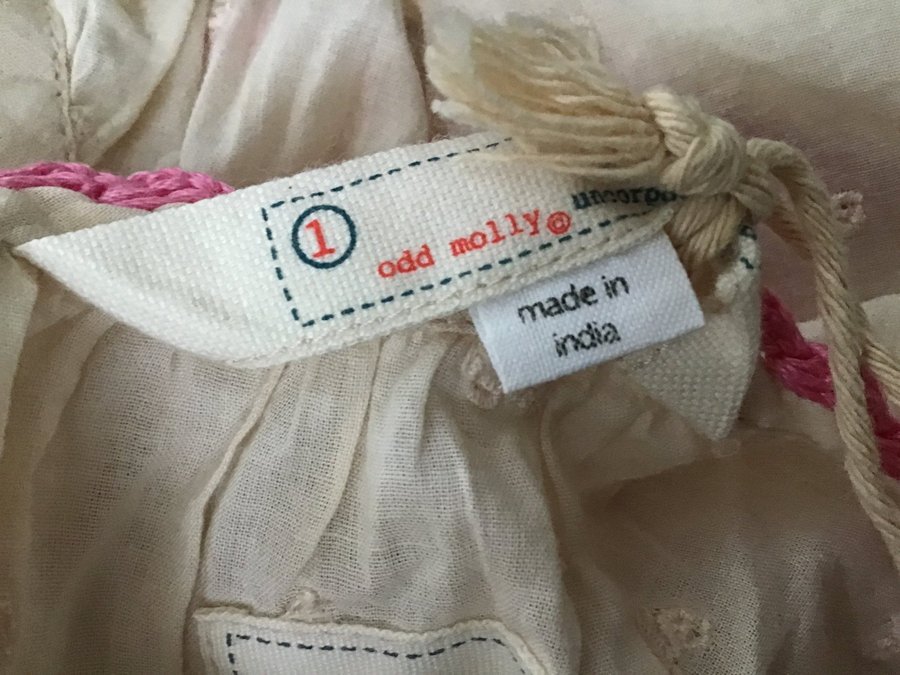 1
odd molly®
made in
india